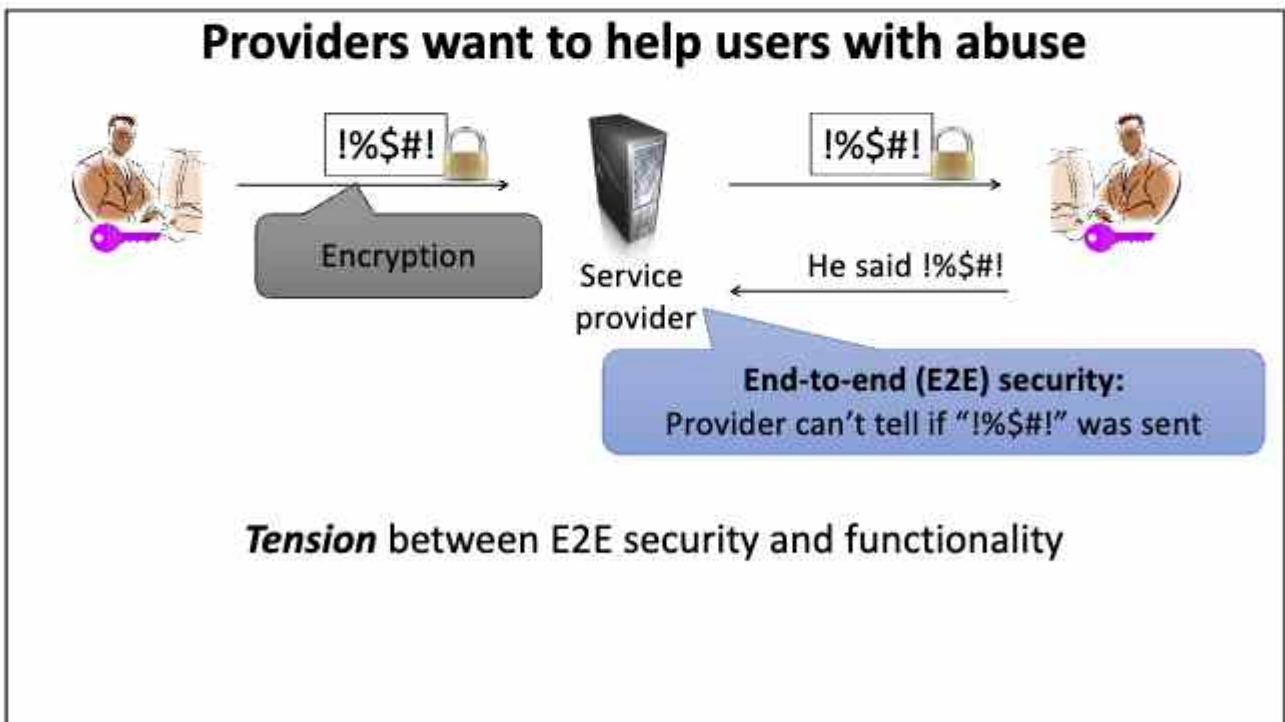 Providers want to help users with abuse
!%$#!
!%$#!
Encryption
Service
provider
He said !%$#!
End-to-end (E2E) security:
Provider can’t tell if “!%$#!” was sent
Tension between E2E security and functionality